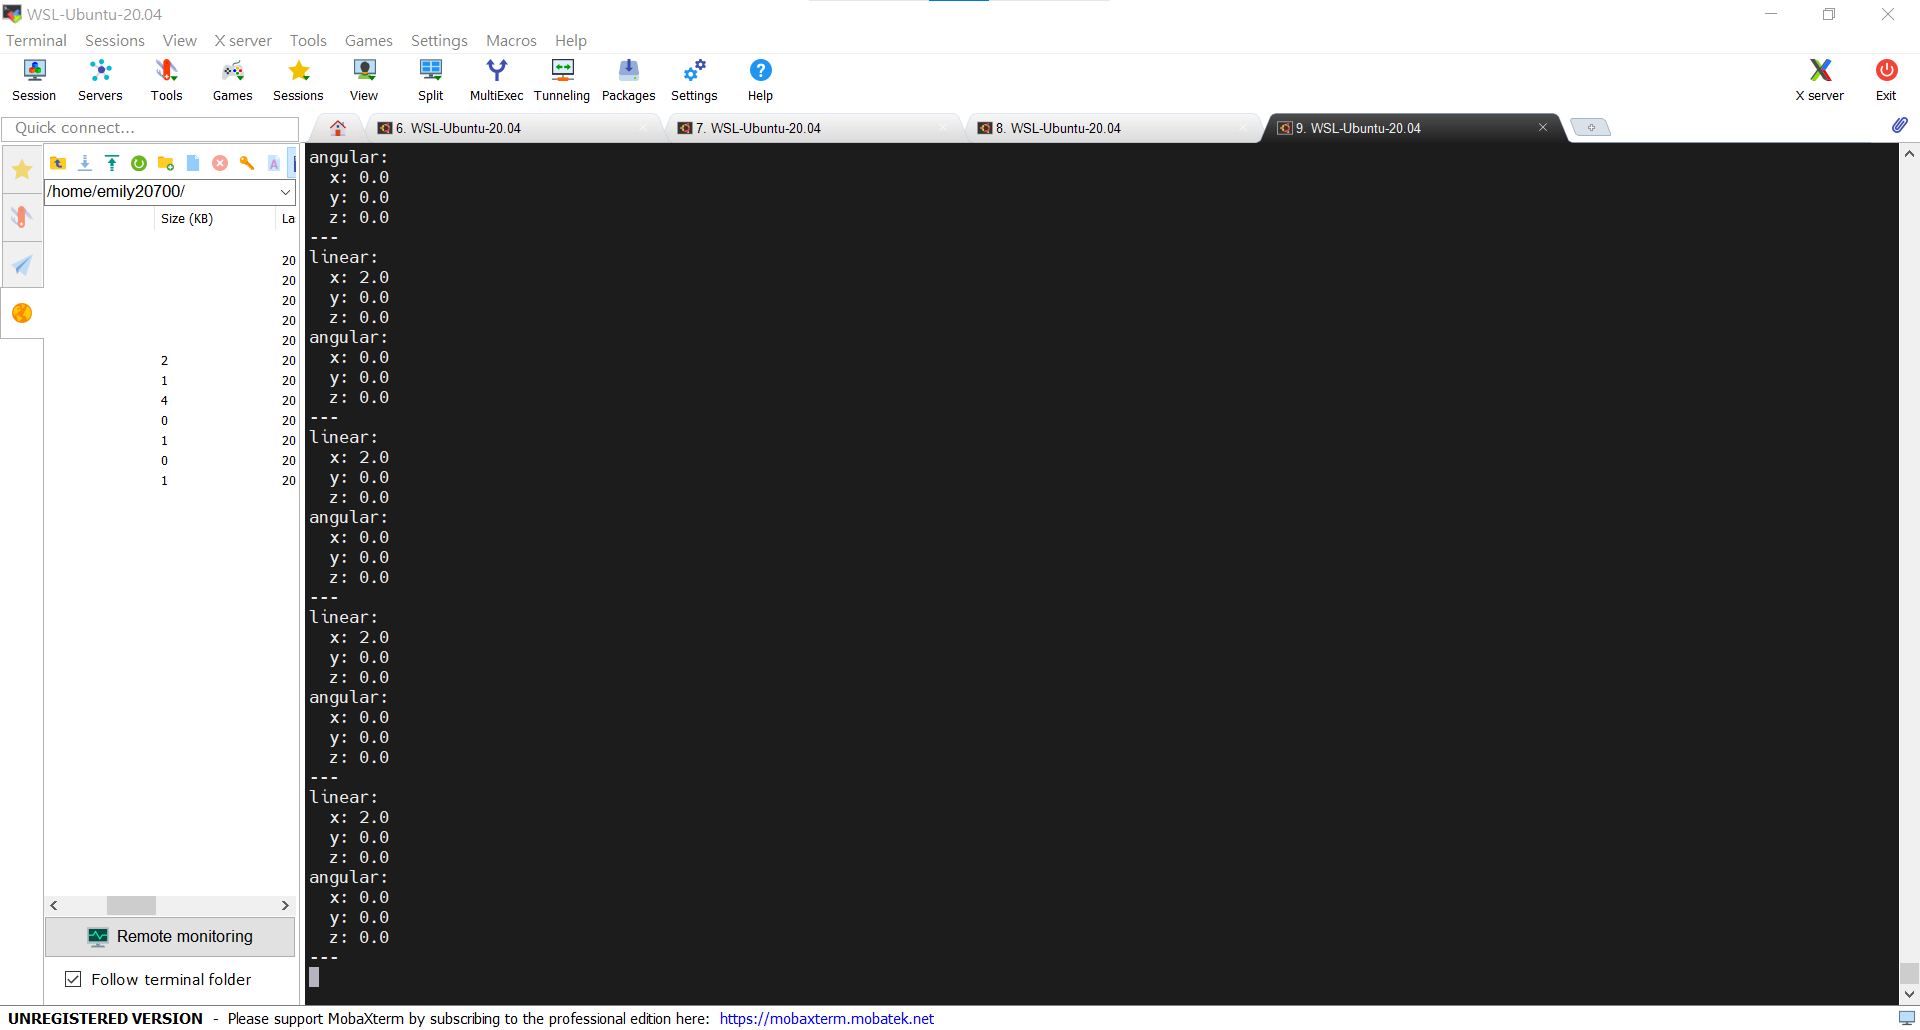 WSL-Ubuntu-20.04
Terminal Sessions View X server Tools Games Settings Macros Help
Session Servers Tools Games Sessions View Split MultiExec Tunneling Packages Settings Help X server Exit
Quick connect...
6. WSL-Ubuntu-20.04 7. WSL-Ubuntu-20.04 8. WSL-Ubuntu-20.04 9. WSL-Ubuntu-20.04
/home/emily20700/
Size (KB) La
20
20
20
20
20
2 20
1 20
4 20
0 20
1 20
0 20
1 20
Remote monitoring
Follow terminal folder
angular:
  x: 0.0
  y: 0.0
  z: 0.0
---
linear:
  x: 2.0
  y: 0.0
  z: 0.0
angular:
  x: 0.0
  y: 0.0
  z: 0.0
---
linear:
  x: 2.0
  y: 0.0
  z: 0.0
angular:
  x: 0.0
  y: 0.0
  z: 0.0
---
linear:
  x: 2.0
  y: 0.0
  z: 0.0
angular:
  x: 0.0
  y: 0.0
  z: 0.0
---
linear:
  x: 2.0
  y: 0.0
  z: 0.0
angular:
  x: 0.0
  y: 0.0
  z: 0.0
---
UNREGISTERED VERSION - Please support MobaXterm by subscribing to the professional edition here: https://mobaxterm.mobatek.net